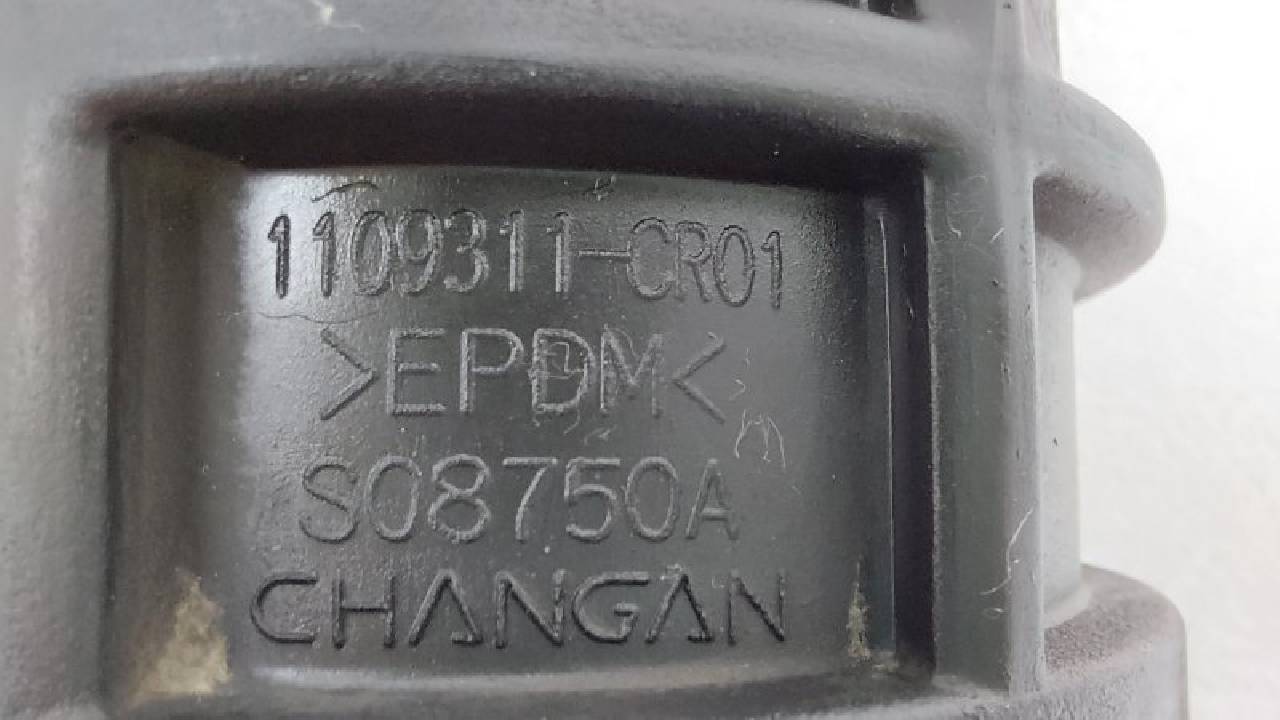 1109311-CR01
>EPDM<
S08750A
CHANGAN